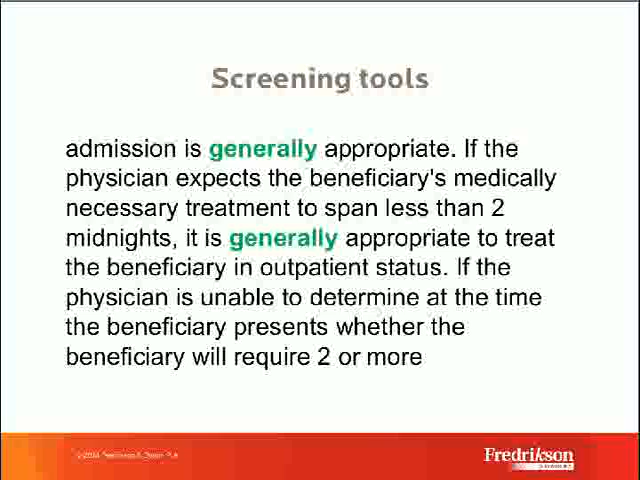 Screening tools
admission is generally appropriate. If the
physician expects the beneficiary's medically
necessary treatment to span less than 2
midnights, it is generally appropriate to treat
the beneficiary in outpatient status. If the
physician is unable to determine at the time
the beneficiary presents whether the
beneficiary will require 2 or more
Fredrikson